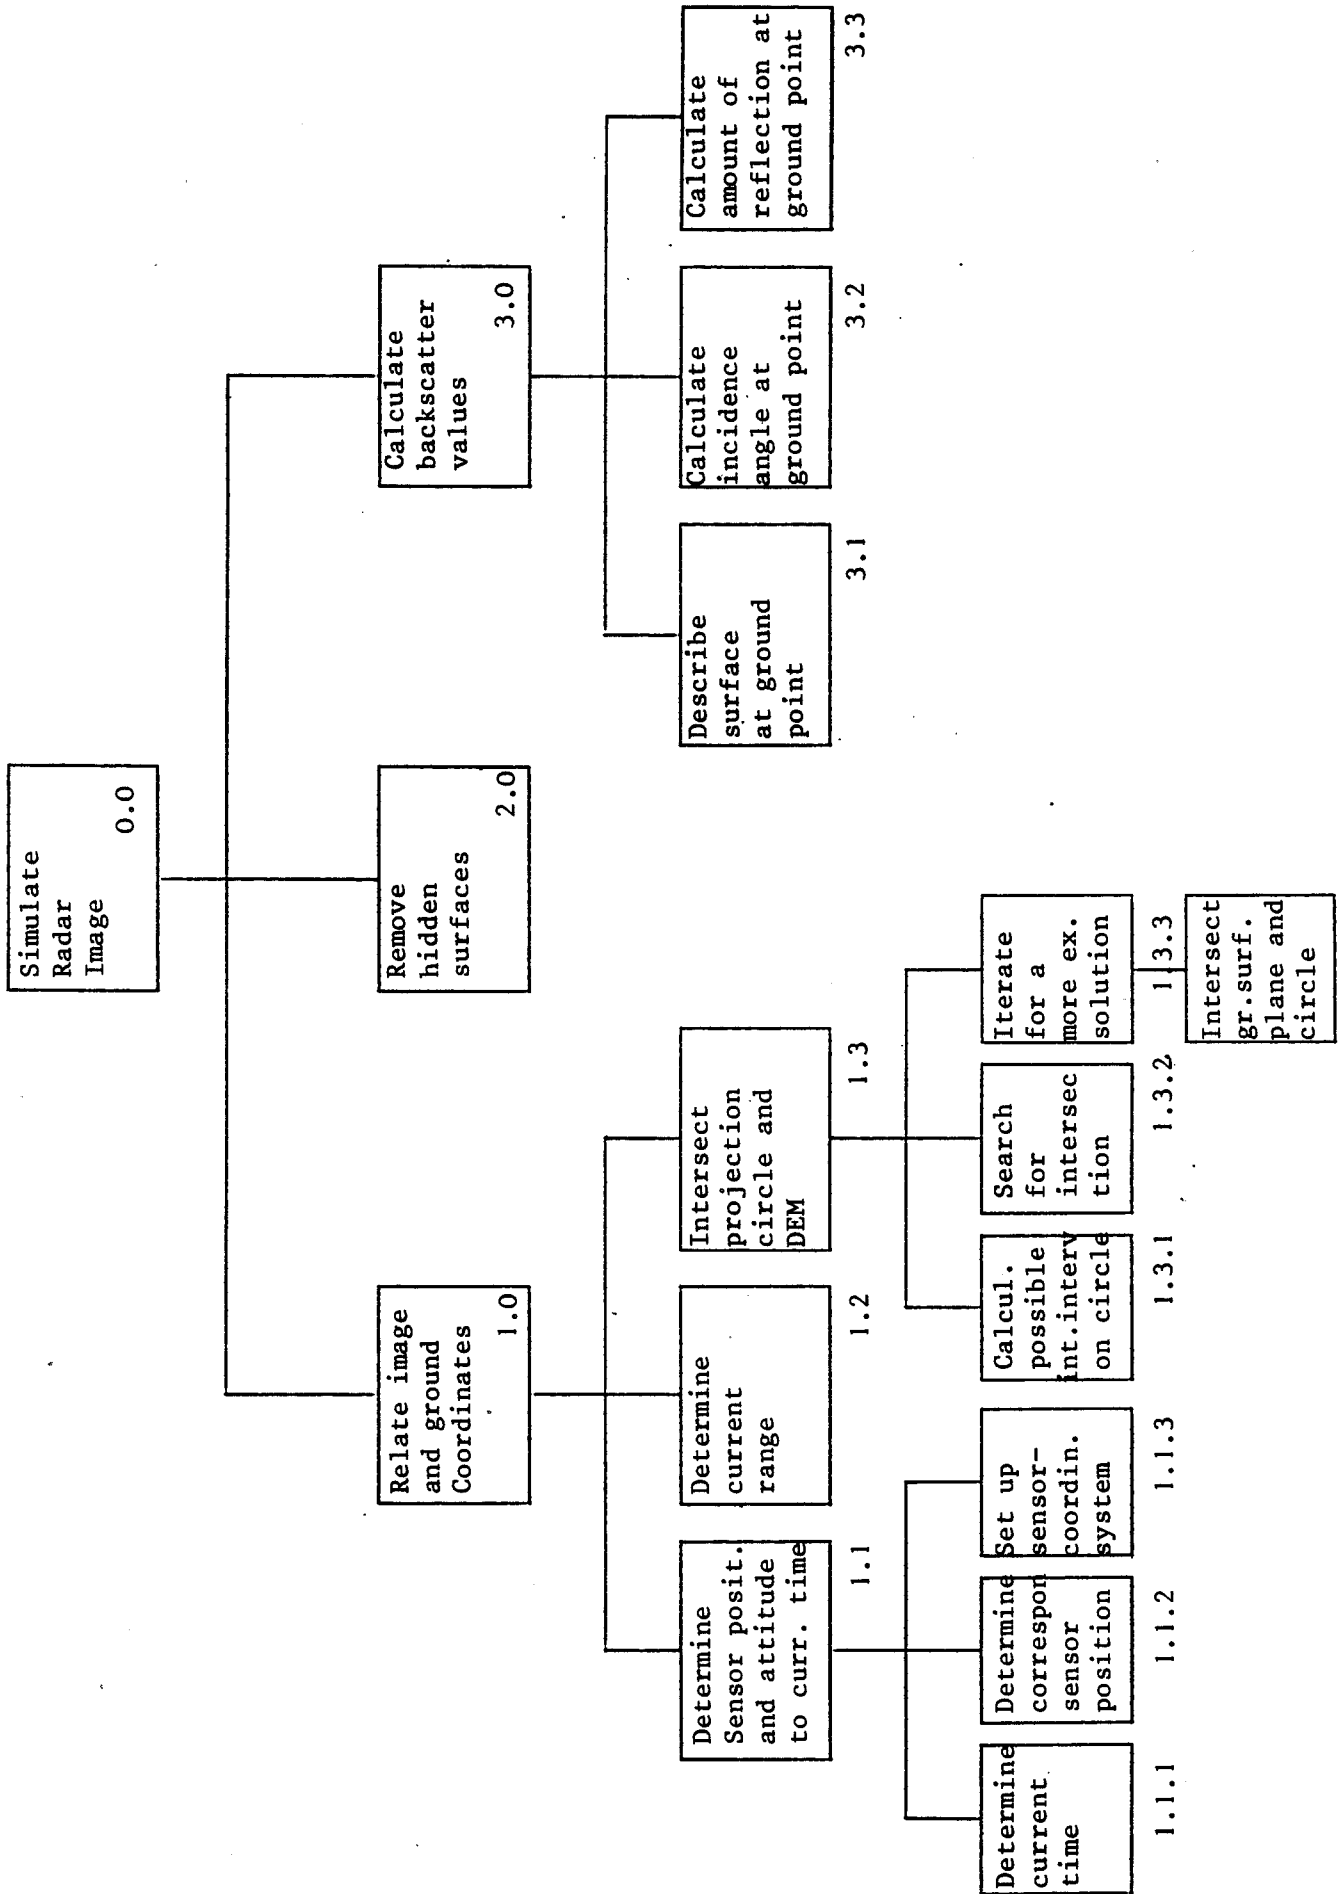 Simulate
Radar
Image
0.0
Relate image
and ground
Coordinates
1.0
Remove
hidden
surfaces
2.0
Calculate
backscatter
values
3.0
Determine
Sensor posit.
and attitude
to curr. time
1.1
Determine
current
range
1.2
Intersect
projection
circle and
DEM
1.3
Describe
surface
at ground
point
3.1
Calculate
incidence
angle at
ground point
3.2
Calculate
amount of
reflection at
ground point
3.3
Determine
current
time
1.1.1
Determine
correspon
sensor
position
1.1.2
Set up
sensor-
coordin.
system
1.1.3
Calcul.
possible
int.interv
on circle
1.3.1
Search
for
intersec
tion
1.3.2
Iterate
for a
more ex.
solution
1.3.3
Intersect
gr.surf.
plane and
circle